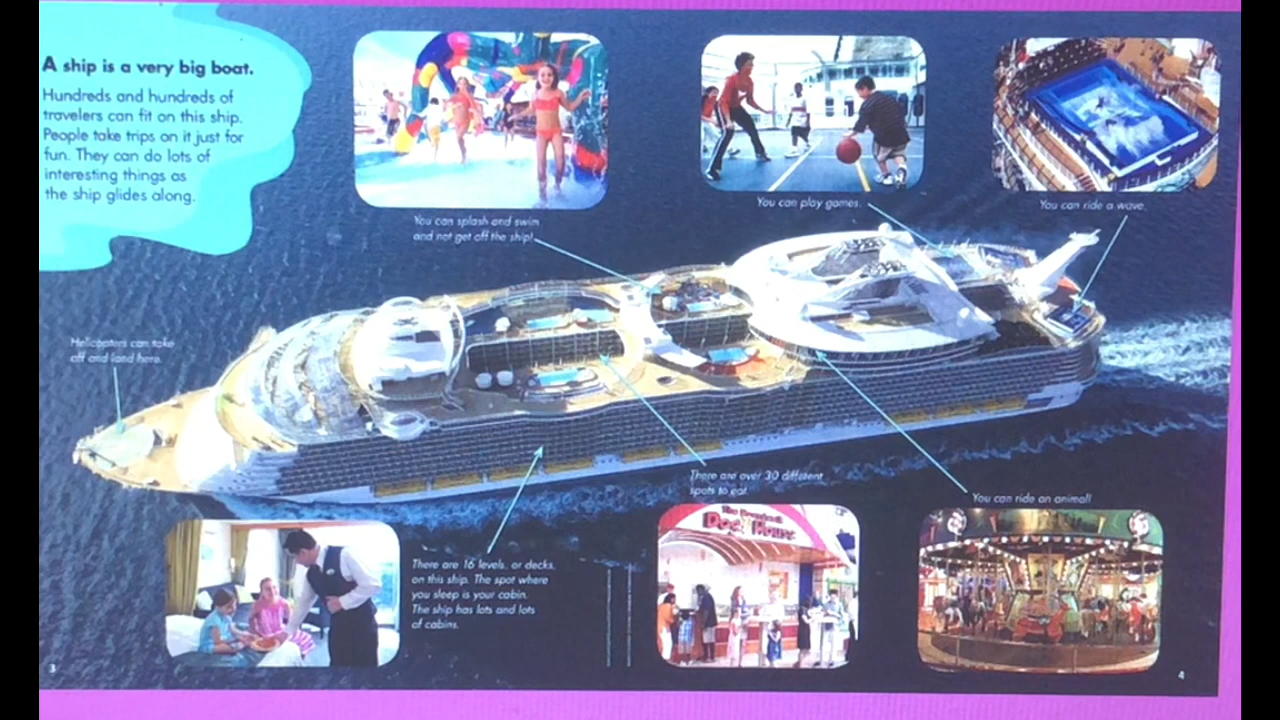 A ship is a very big boat.
Hundreds and hundreds of
travelers can fit on this ship.
People take trips on it just for
fun. They can do lots of
interesting things as
the ship glides along.
You can splash and swim
and not get off the ship!
You can play games.
You can ride a wave.
Helicopters can take
off and land here.
There are over 30 different
spots to eat.
You can ride an animal!
There are 16 levels, or decks,
on this ship. The spot where
you sleep is your cabin.
The ship has lots and lots
of cabins.
The
Dog House
3
4